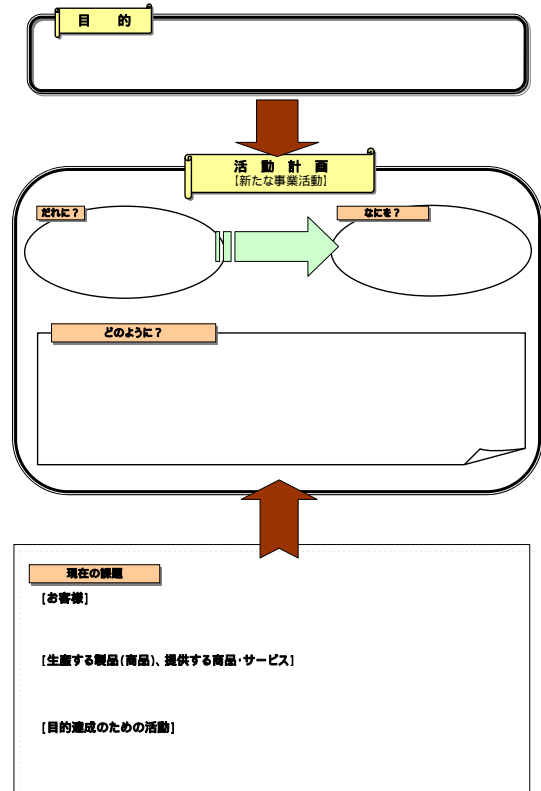 目　的
活　動　計　画
【新たな事業活動】
だれに？
なにを？
どのように？
現在の課題
[お客様]
[生産する製品(商品)、提供する商品・サービス]
[目的達成のための活動]